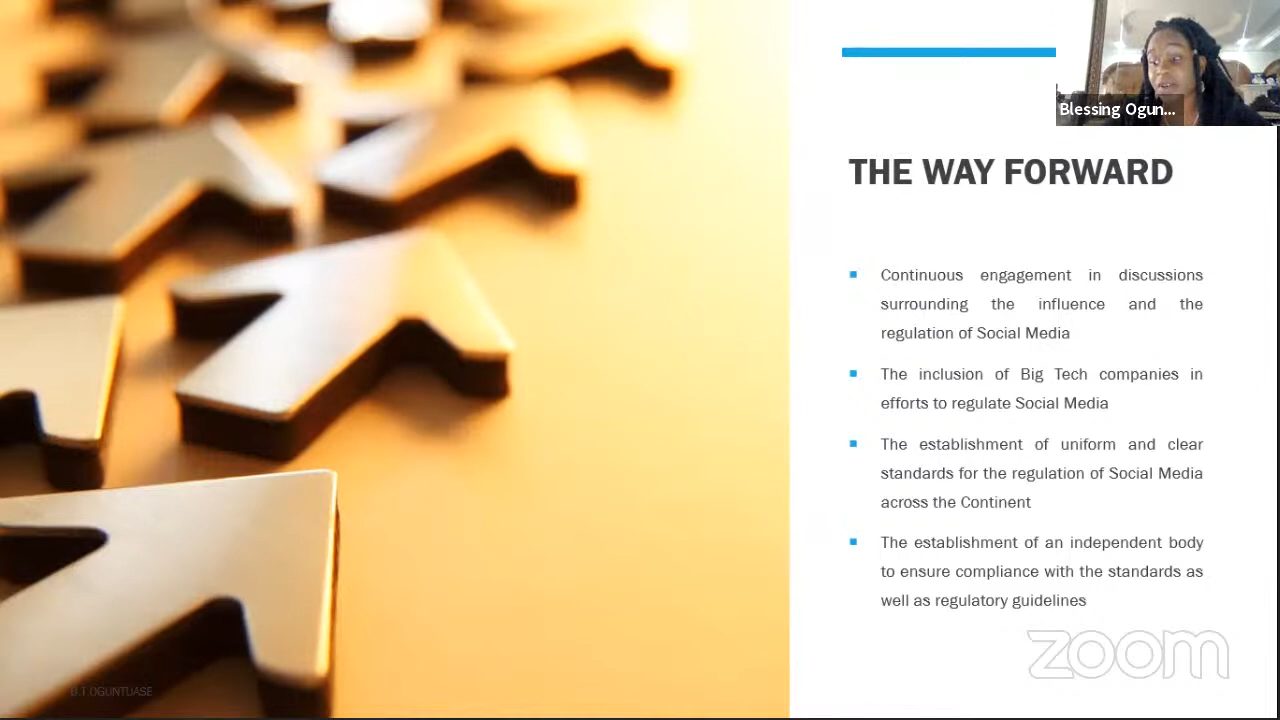 Blessing Ogun...
THE WAY FORWARD
Continuous engagement in discussions
surrounding the influence and the
regulation of Social Media
The inclusion of Big Tech companies in
efforts to regulate Social Media
The establishment of uniform and clear
standards for the regulation of Social Media
across the Continent
The establishment of an independent body
to ensure compliance with the standards as
well as regulatory guidelines
zoom
B.T.OGUNTUASE